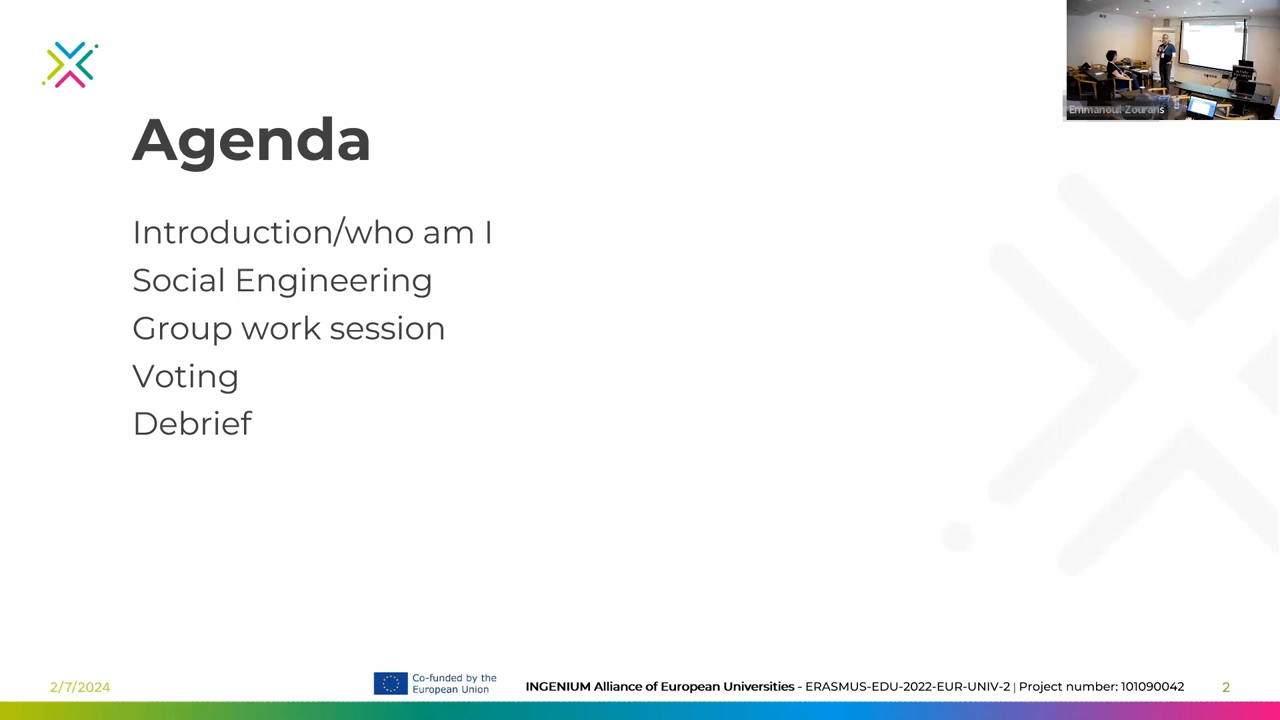 Emmanouil Zouraris
Agenda
Introduction/who am I
Social Engineering
Group work session
Voting
Debrief
2/7/2024
Co-funded by the
European Union
INGENIUM Alliance of European Universities - ERASMUS-EDU-2022-EUR-UNIV-2 | Project number: 101090042
2